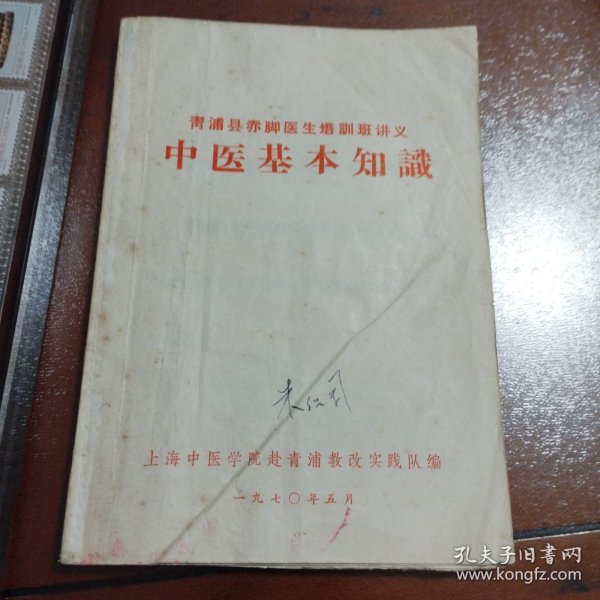 青浦县赤脚医生培训班讲义
中医基本知識
上海中医学院赴青浦教改实践队编
一九七〇年五月
孔夫子旧书网
www.kongfz.com